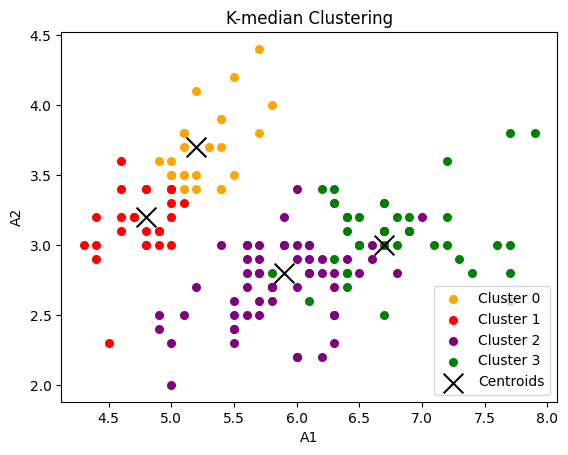 K-median Clustering
4.5
4.0
3.5
3.0
2.5
2.0
A2
4.5
5.0
5.5
6.0
6.5
7.0
7.5
8.0
A1
Cluster 0
Cluster 1
Cluster 2
Cluster 3
Centroids